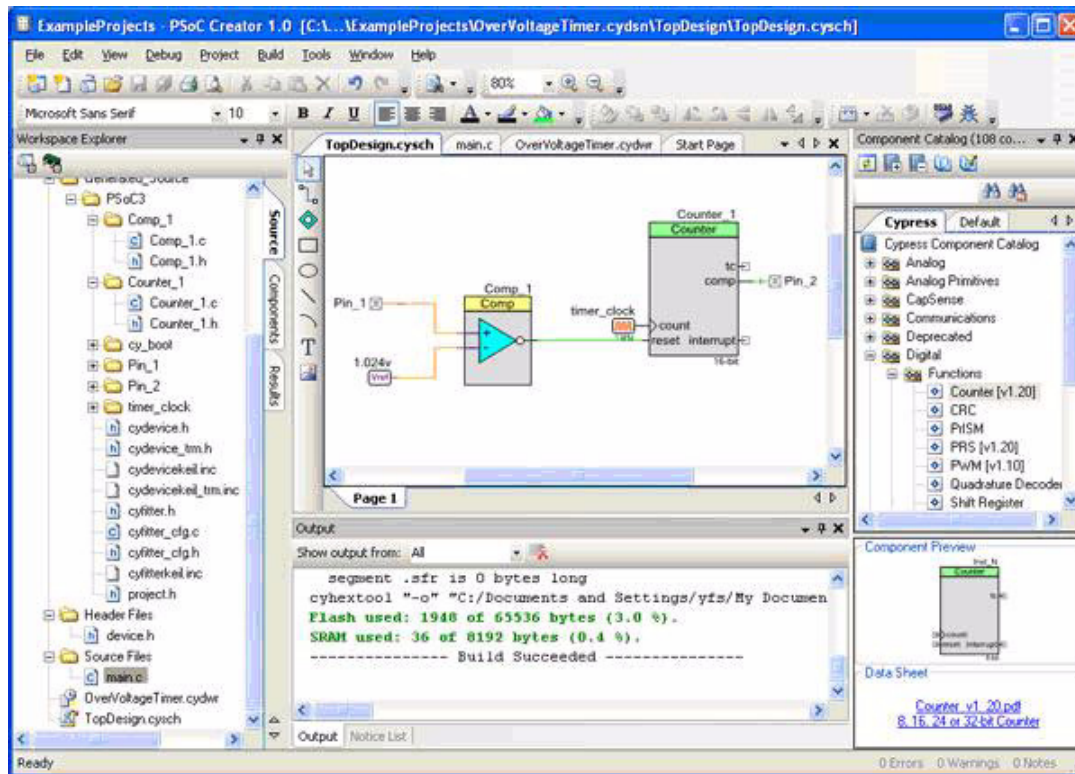 ExampleProjects - PSoC Creator 1.0 [C:\...\ExampleProjects\OverVoltageTimer.cydsn\TopDesign\TopDesign.cysch]
File Edit View Debug Project Build Tools Window Help
80%
Microsoft Sans Serif 10 B I U A
Workspace Explorer
Generated_Source
PSoC3
Comp_1
Comp_1.c
Comp_1.h
Counter_1
Counter_1.c
Counter_1.h
cy_boot
Pin_1
Pin_2
timer_clock
cydevice.h
cydevice_trm.h
cydevicekeil.inc
cydevicekeil_trm.inc
cyfitter.h
cyfitter_cfg.c
cyfitter_cfg.h
cyfitterkeil.inc
project.h
Header Files
device.h
Source Files
main.c
OverVoltageTimer.cydwr
TopDesign.cysch
Source
Components
Results
TopDesign.cysch main.c OverVoltageTimer.cydwr Start Page
T
Counter_1
Counter
tc
comp
Pin_2
Comp_1
Comp
Pin_1
timer_clock
count
reset interrupt
16-bit
1.024v
Vref
Page 1
Output
Show output from: All
segment .sfr is 0 bytes long
cyhextool "-o" "C:/Documents and Settings/yfs/My Documen
Flash used: 1948 of 65536 bytes (3.0 %).
SRAM used: 36 of 8192 bytes (0.4 %).
--------------- Build Succeeded ---------------
Output Notice List
Component Catalog (108 co...
Cypress Default
Cypress Component Catalog
Analog
Analog Primitives
CapSense
Communications
Deprecated
Digital
Functions
Counter [v1.20]
CRC
PrISM
PRS [v1.20]
PWM [v1.10]
Quadrature Decoder
Shift Register
Component Preview
Inst_N
Counter
Data Sheet
Counter_v1_20.pdf
8, 16, 24 or 32-bit Counter
Ready
0 Errors 0 Warnings 0 Notes